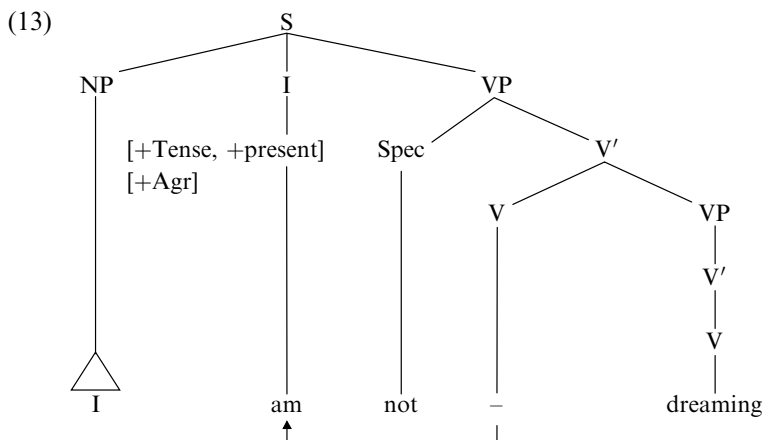 (13) S
NP I VP
[+Tense, +present] Spec V′
[+Agr]
V VP
V′
V
I am not – dreaming